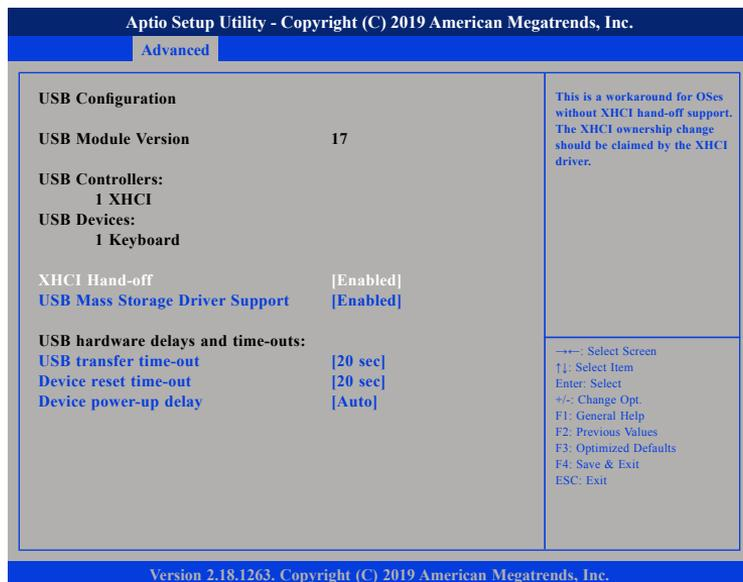 Aptio Setup Utility - Copyright (C) 2019 American Megatrends, Inc.
Advanced
USB Configuration
USB Module Version 17
USB Controllers:
1 XHCI
USB Devices:
1 Keyboard
XHCI Hand-off [Enabled]
USB Mass Storage Driver Support [Enabled]
USB hardware delays and time-outs:
USB transfer time-out [20 sec]
Device reset time-out [20 sec]
Device power-up delay [Auto]
This is a workaround for OSes
without XHCI hand-off support.
The XHCI ownership change
should be claimed by the XHCI
driver.
→←: Select Screen
↑↓: Select Item
Enter: Select
+/-: Change Opt.
F1: General Help
F2: Previous Values
F3: Optimized Defaults
F4: Save & Exit
ESC: Exit
Version 2.18.1263. Copyright (C) 2019 American Megatrends, Inc.